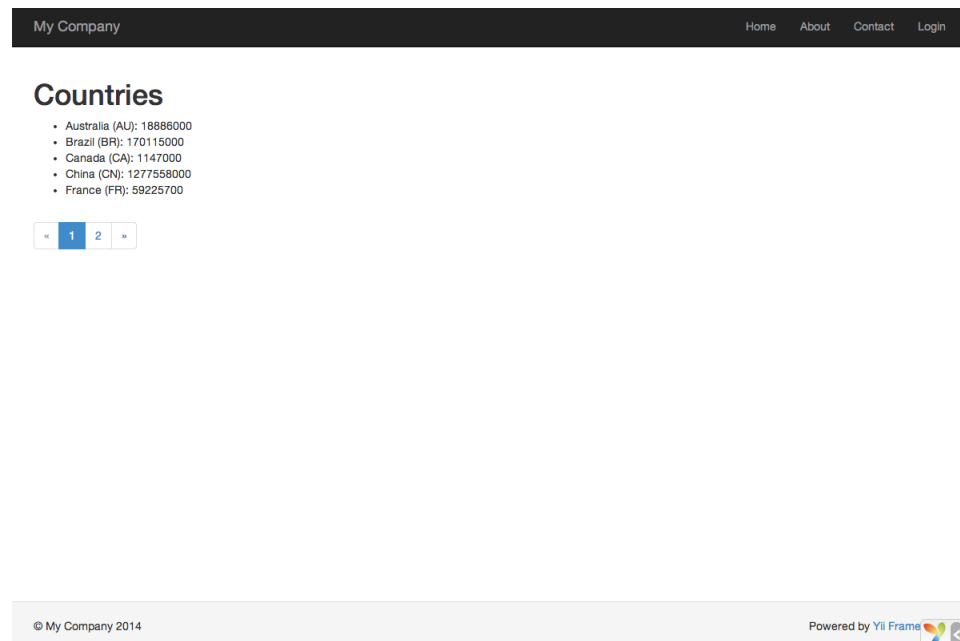 My Company Home About Contact Login
Countries
• Australia (AU): 18886000
• Brazil (BR): 170115000
• Canada (CA): 1147000
• China (CN): 1277558000
• France (FR): 59225700
« 1 2 »
© My Company 2014 Powered by Yii Frame